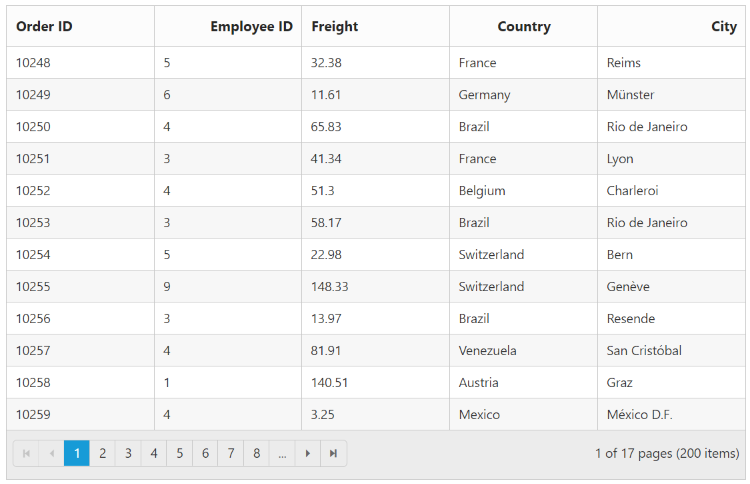 Order ID Employee ID Freight Country City
10248 5 32.38 France Reims
10249 6 11.61 Germany Münster
10250 4 65.83 Brazil Rio de Janeiro
10251 3 41.34 France Lyon
10252 4 51.3 Belgium Charleroi
10253 3 58.17 Brazil Rio de Janeiro
10254 5 22.98 Switzerland Bern
10255 9 148.33 Switzerland Genève
10256 3 13.97 Brazil Resende
10257 4 81.91 Venezuela San Cristóbal
10258 1 140.51 Austria Graz
10259 4 3.25 Mexico México D.F.
1 2 3 4 5 6 7 8 ... 1 of 17 pages (200 items)